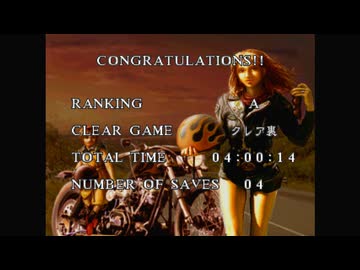 CONGRATULATIONS!!
RANKING A
CLEAR GAME クレア裏
TOTAL TIME 04:00:14
NUMBER OF SAVES 04